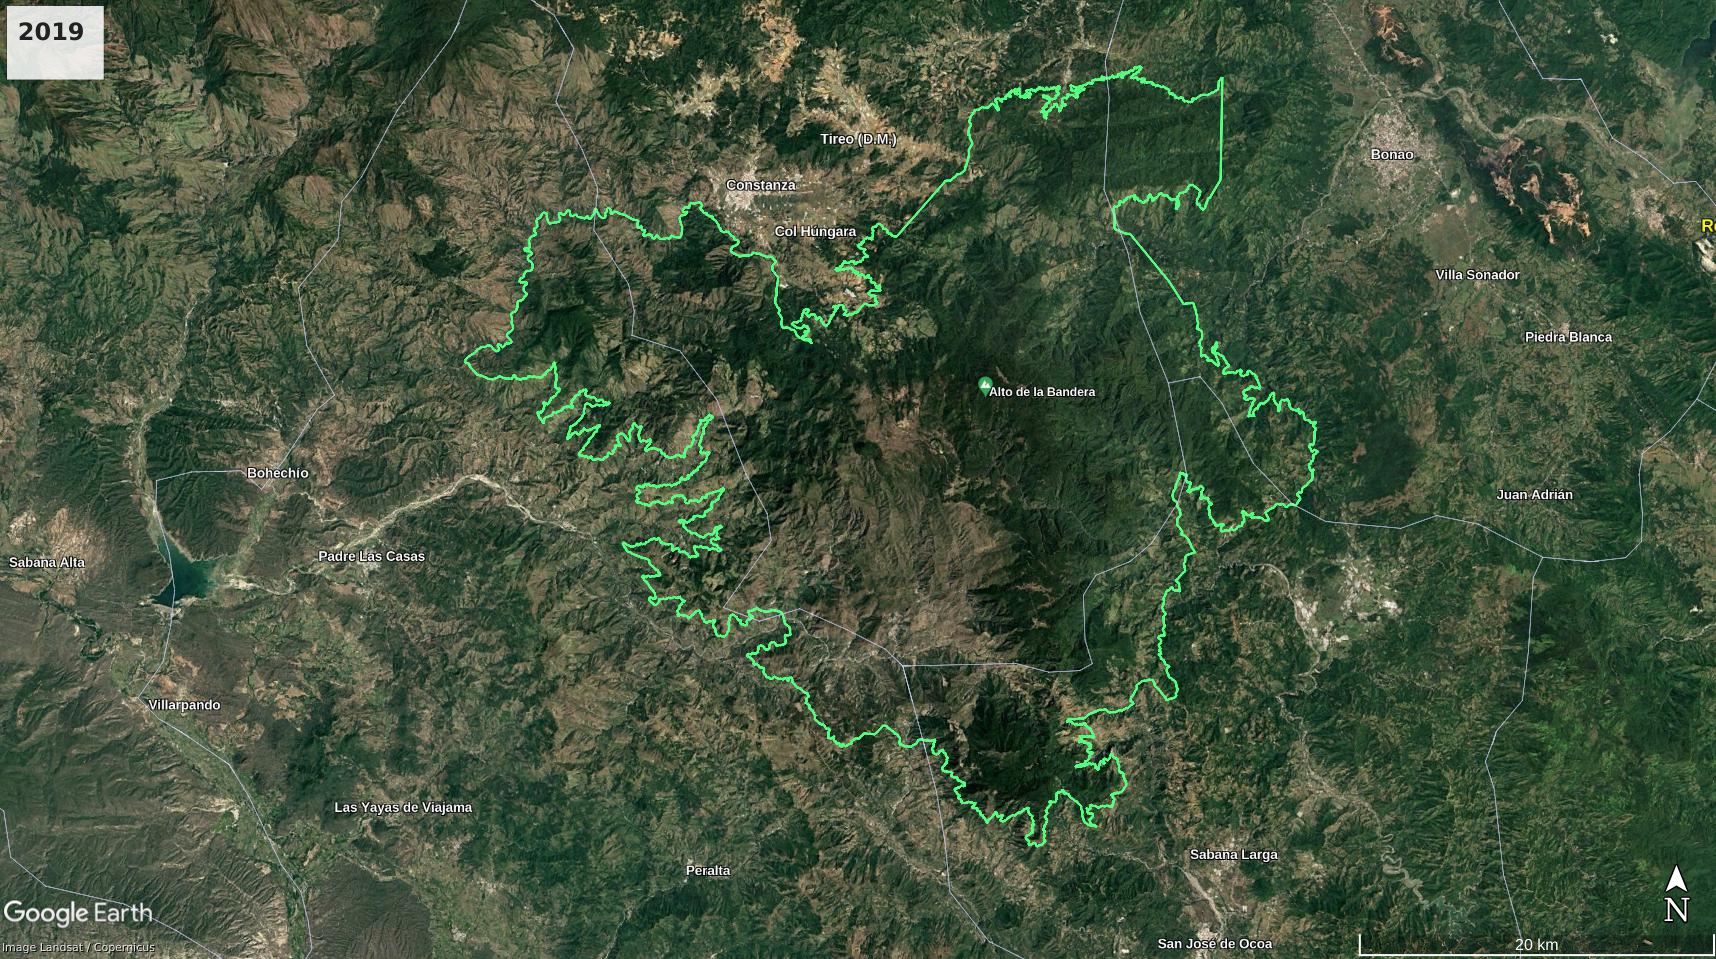 2019
Tireo (D.M.)
Bonao
Constanza
Col Húngara
Villa Sonador
Piedra Blanca
Alto de la Bandera
Bohechío
Juan Adrián
Sabana Alta
Padre Las Casas
Villarpando
Las Yayas de Viajama
Sabana Larga
Peralta
N
Google Earth
Image Landsat / Copernicus
San José de Ocoa
20 km